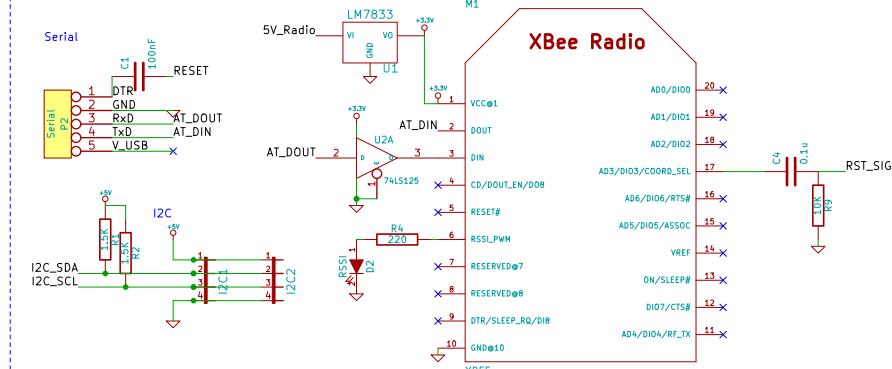 Serial
C1
100nF
RESET
1 DTR
2 GND
3 RxD AT_DOUT
4 TxD AT_DIN
5 V_USB
Serial
P2
I2C
+5V
+5V
1.5K
R1
1.5K
R2
I2C_SDA
I2C_SCL
1
2
3
4
I2C1
1
2
3
4
I2C2
LM7833
5V_Radio
VI VO
GND
U1
+3.3V
+3.3V
+3.3V
U2A
AT_DOUT 2 D O 3
E
1
74LS125
AT_DIN
R4
220
RSSI
1
2
D2
M1
XBee Radio
1 VCC@1
2 DOUT
3 DIN
4 CD/DOUT_EN/DO8
5 RESET#
6 RSSI_PWM
7 RESERVED@7
8 RESERVED@8
9 DTR/SLEEP_RQ/DI8
10 GND@10
AD0/DIO0 20
AD1/DIO1 19
AD2/DIO2 18
AD3/DIO3/COORD_SEL 17
AD6/DIO6/RTS# 16
AD5/DIO5/ASSOC 15
VREF 14
ON/SLEEP# 13
DIO7/CTS# 12
AD4/DIO4/RF_TX 11
C4
0.1u
RST_SIG
10K
R9
XBEE